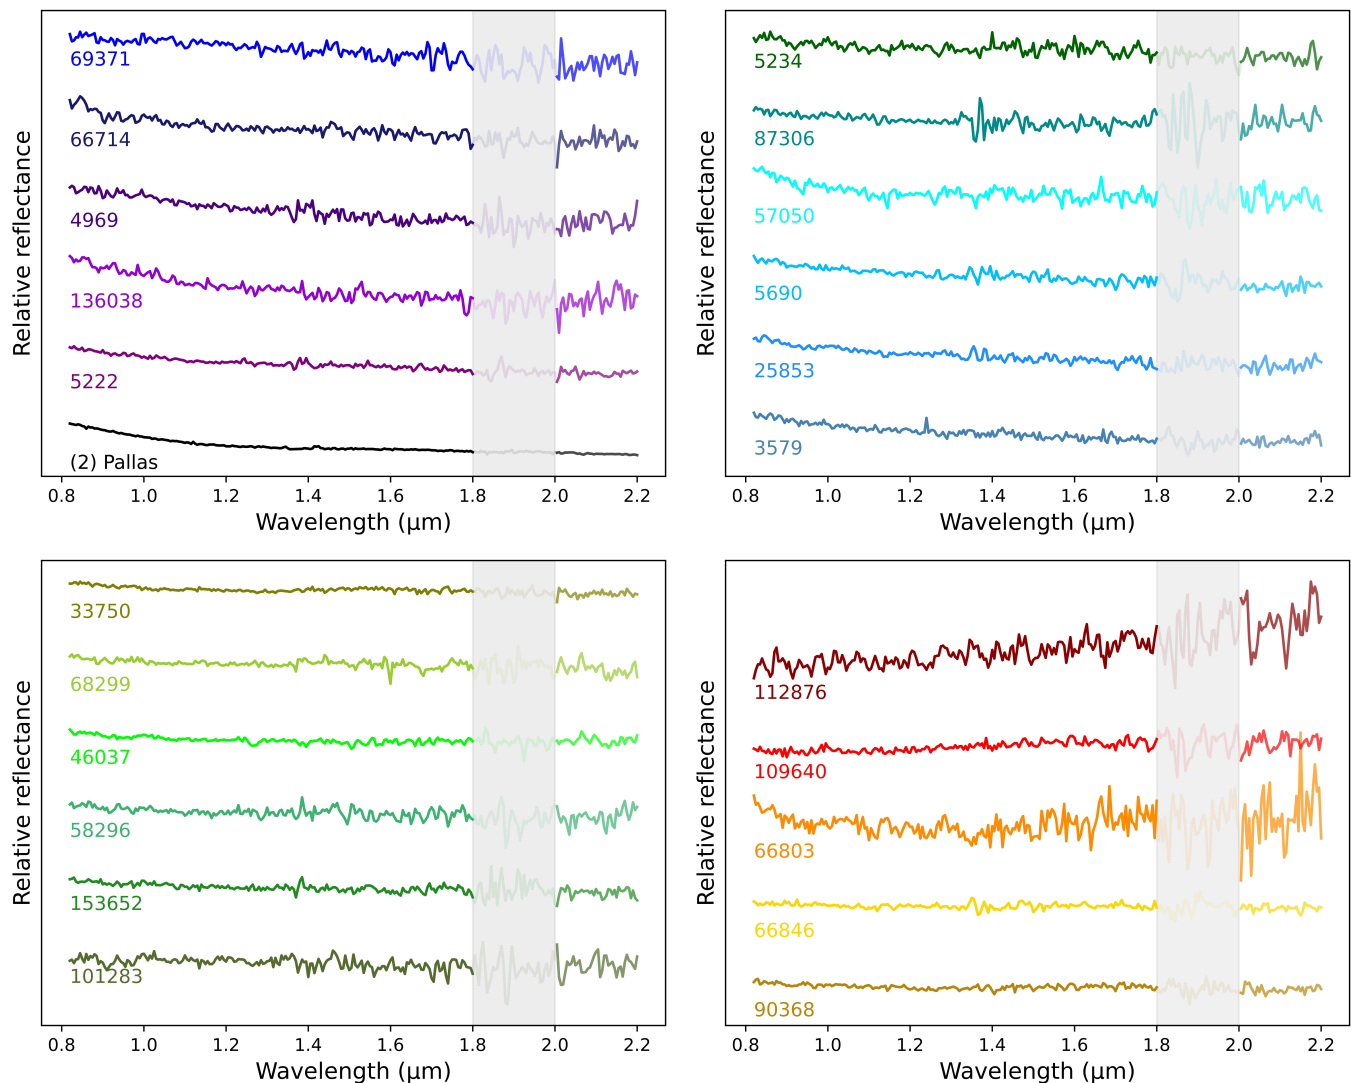 Relative reflectance
69371
66714
4969
136038
5222
(2) Pallas
0.8 1.0 1.2 1.4 1.6 1.8 2.0 2.2
Wavelength (μm)
Relative reflectance
5234
87306
57050
5690
25853
3579
0.8 1.0 1.2 1.4 1.6 1.8 2.0 2.2
Wavelength (μm)
Relative reflectance
33750
68299
46037
58296
153652
101283
0.8 1.0 1.2 1.4 1.6 1.8 2.0 2.2
Wavelength (μm)
Relative reflectance
112876
109640
66803
66846
90368
0.8 1.0 1.2 1.4 1.6 1.8 2.0 2.2
Wavelength (μm)